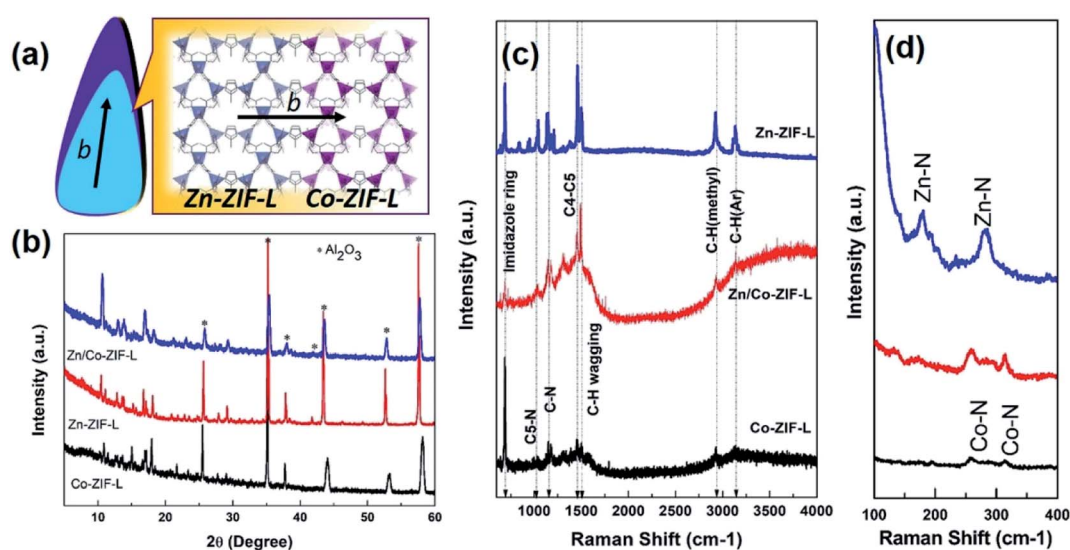 (a)
b
b
Zn-ZIF-L Co-ZIF-L
(b)
Intensity (a.u.)
* Al2O3
*
*
*
*
*
*
*
Zn/Co-ZIF-L
Zn-ZIF-L
Co-ZIF-L
10 20 30 40 50 60
2θ (Degree)
(c)
Intensity (a.u.)
Zn-ZIF-L
Imidazole ring
C4-C5
C-H(methyl)
C-H(Ar)
Zn/Co-ZIF-L
C5-N
C-N
C-H wagging
Co-ZIF-L
1000 1500 2000 2500 3000 3500 4000
Raman Shift (cm-1)
(d)
Intensity (a.u.)
Zn-N
Zn-N
Co-N
Co-N
100 200 300 400
Raman Shift (cm-1)